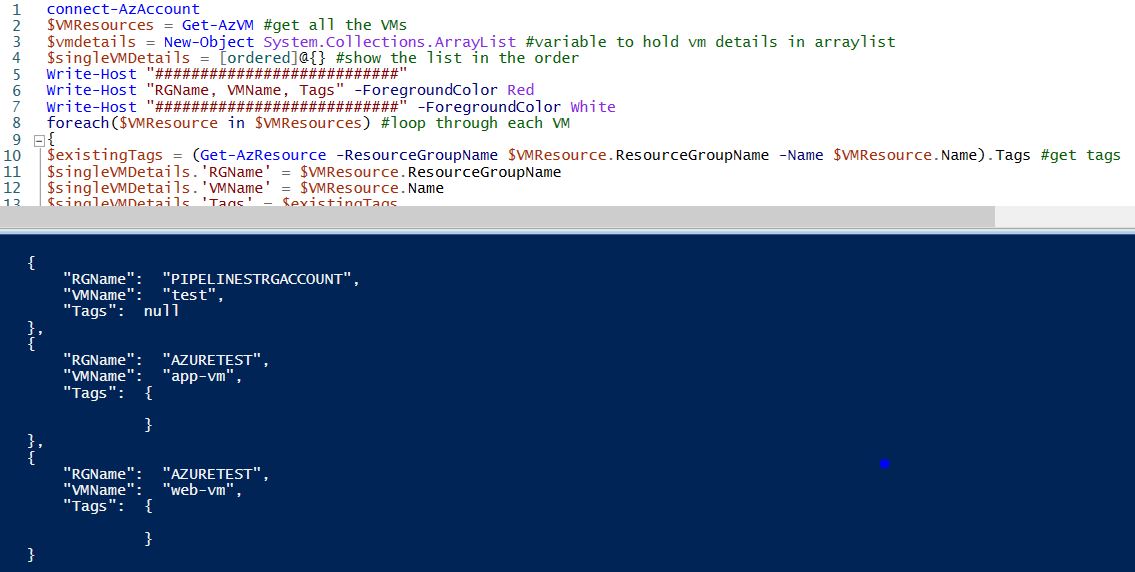 1 connect-AzAccount
2 $VMResources = Get-AzVM #get all the VMs
3 $vmdetails = New-Object System.Collections.ArrayList #variable to hold vm details in arraylist
4 $singleVMDetails = [ordered]@{} #show the list in the order
5 Write-Host "###########################"
6 Write-Host "RGName, VMName, Tags" -ForegroundColor Red
7 Write-Host "###########################" -ForegroundColor White
8 foreach($VMResource in $VMResources) #loop through each VM
9 {
10 $existingTags = (Get-AzResource -ResourceGroupName $VMResource.ResourceGroupName -Name $VMResource.Name).Tags #get tags
11 $singleVMDetails.'RGName' = $VMResource.ResourceGroupName
12 $singleVMDetails.'VMName' = $VMResource.Name
13 $singleVMDetails.'Tags' = $existingTags
{
"RGName": "PIPELINESTRGACCOUNT",
"VMName": "test",
"Tags": null
},
{
"RGName": "AZURETEST",
"VMName": "app-vm",
"Tags": {
}
},
{
"RGName": "AZURETEST",
"VMName": "web-vm",
"Tags": {
}
}